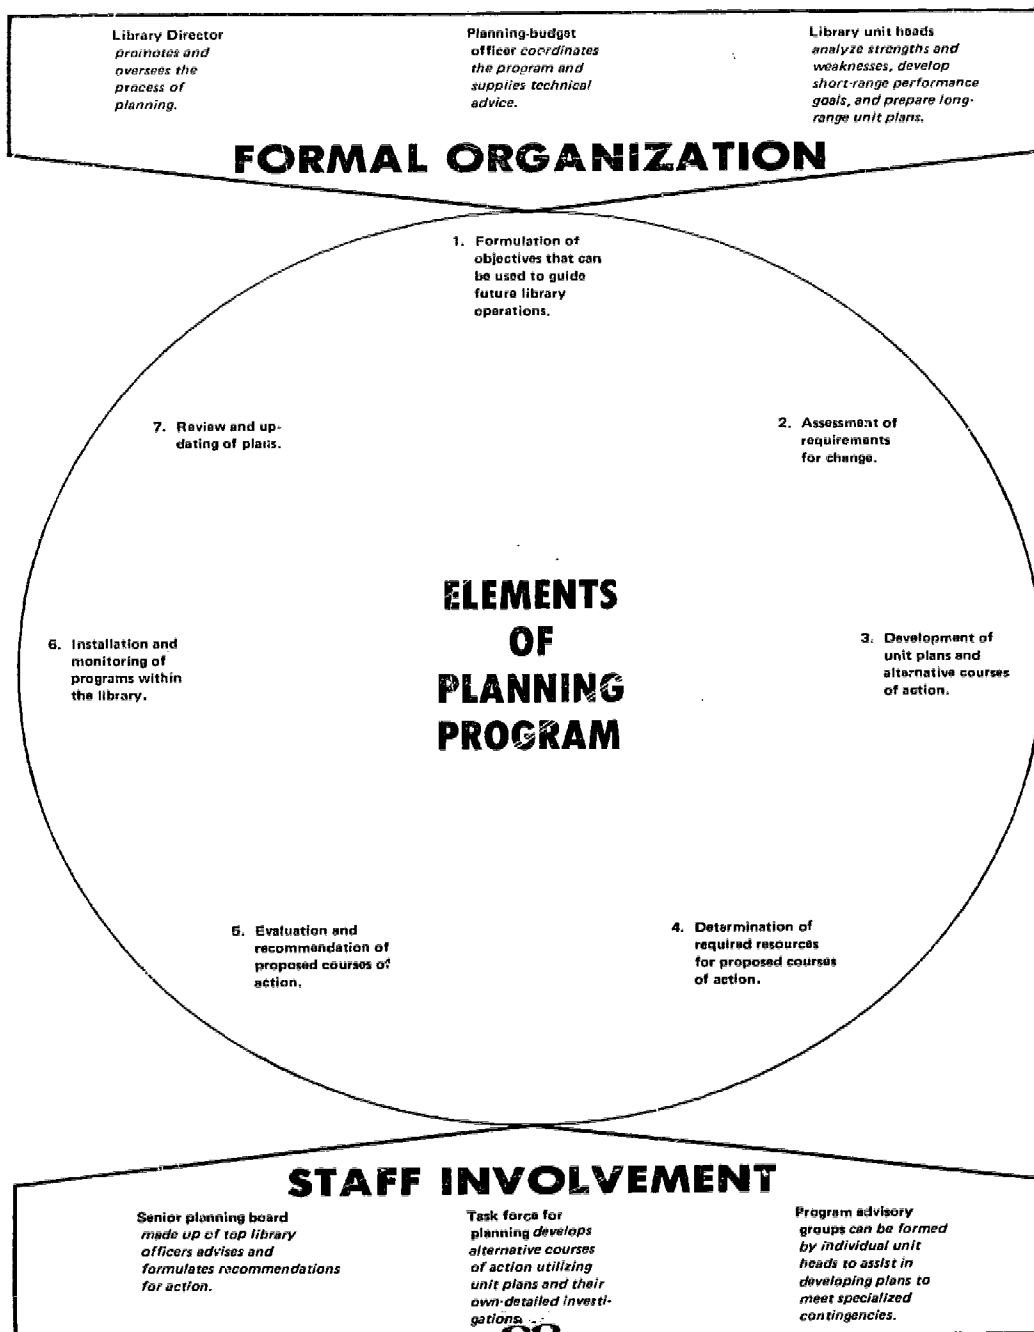 Library Director
promotes and
oversees the
process of
planning.
Planning-budget
officer coordinates
the program and
supplies technical
advice.
Library unit heads
analyze strengths and
weaknesses, develop
short-range performance
goals, and prepare long-
range unit plans.
FORMAL ORGANIZATION
1. Formulation of
objectives that can
be used to guide
future library
operations.
2. Assessment of
requirements
for change.
3. Development of
unit plans and
alternative courses
of action.
4. Determination of
required resources
for proposed courses
of action.
5. Evaluation and
recommendation of
proposed courses of
action.
6. Installation and
monitoring of
programs within
the library.
7. Review and up-
dating of plans.
ELEMENTS
OF
PLANNING
PROGRAM
STAFF INVOLVEMENT
Senior planning board
made up of top library
officers advises and
formulates recommendations
for action.
Task force for
planning develops
alternative courses
of action utilizing
unit plans and their
own-detailed investi-
gations.
Program advisory
groups can be formed
by individual unit
heads to assist in
developing plans to
meet specialized
contingencies.